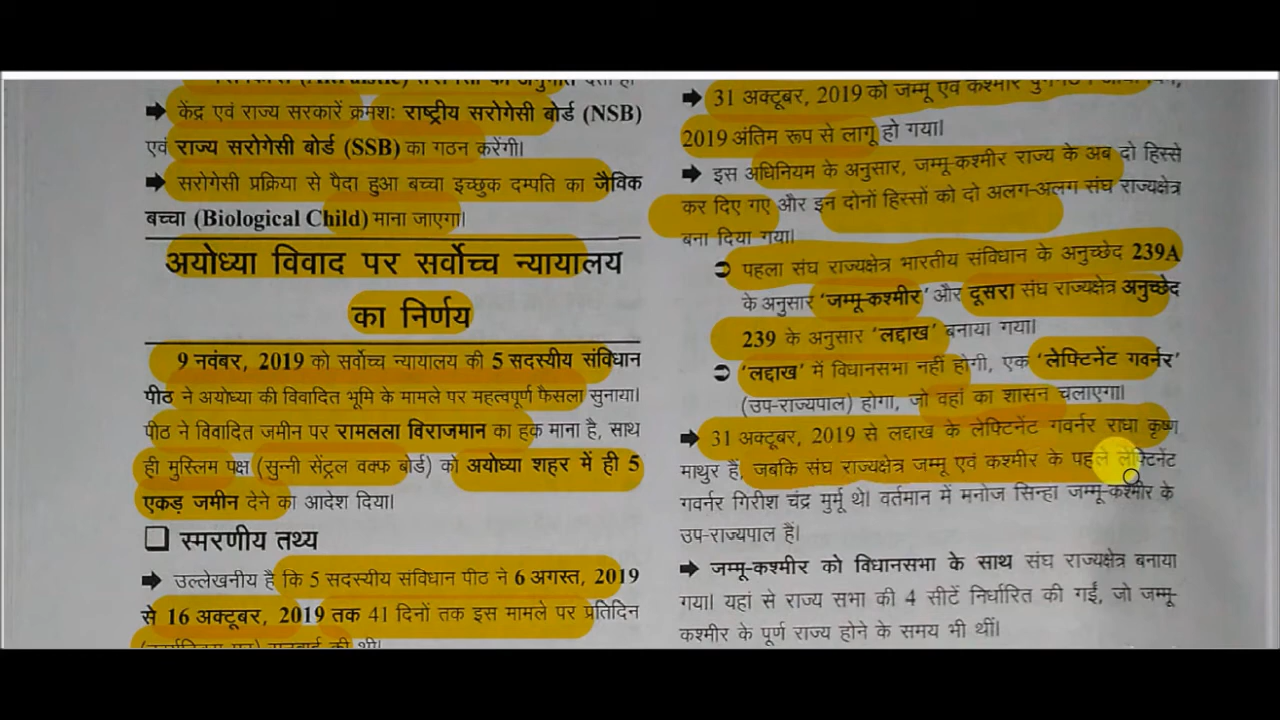 (Altruistic)
➡ केंद्र एवं राज्य सरकारें क्रमशः राष्ट्रीय सरोगेसी बोर्ड (NSB)
एवं राज्य सरोगेसी बोर्ड (SSB) का गठन करेंगी।
➡ सरोगेसी प्रक्रिया से पैदा हुआ बच्चा इच्छुक दम्पति का जैविक
बच्चा (Biological Child) माना जाएगा।
अयोध्या विवाद पर सर्वोच्च न्यायालय
का निर्णय
9 नवंबर, 2019 को सर्वोच्च न्यायालय की 5 सदस्यीय संविधान
पीठ ने अयोध्या की विवादित भूमि के मामले पर महत्वपूर्ण फैसला सुनाया।
पीठ ने विवादित जमीन पर रामलला विराजमान का हक माना है, साथ
ही मुस्लिम पक्ष (सुन्नी सेंट्रल वक्फ बोर्ड) को अयोध्या शहर में ही 5
एकड़ जमीन देने का आदेश दिया।
❑ स्मरणीय तथ्य
➡ उल्लेखनीय है कि 5 सदस्यीय संविधान पीठ ने 6 अगस्त, 2019
से 16 अक्टूबर, 2019 तक 41 दिनों तक इस मामले पर प्रतिदिन
की थी।
➡ 31 अक्टूबर, 2019 को जम्मू एवं कश्मीर
2019 अंतिम रूप से लागू हो गया।
➡ इस अधिनियम के अनुसार, जम्मू-कश्मीर राज्य के अब दो हिस्से
कर दिए गए और इन दोनों हिस्सों को दो अलग-अलग संघ राज्यक्षेत्र
बना दिया गया।
➲ पहला संघ राज्यक्षेत्र भारतीय संविधान के अनुच्छेद 239A
के अनुसार ‘जम्मू-कश्मीर’ और दूसरा संघ राज्यक्षेत्र अनुच्छेद
239 के अनुसार ‘लद्दाख’ बनाया गया।
➲ ‘लद्दाख’ में विधानसभा नहीं होगी, एक ‘लेफ्टिनेंट गवर्नर’
(उप-राज्यपाल) होगा, जो वहां का शासन चलाएगा।
➡ 31 अक्टूबर, 2019 से लद्दाख के लेफ्टिनेंट गवर्नर राधा कृष्ण
माथुर हैं, जबकि संघ राज्यक्षेत्र जम्मू एवं कश्मीर के पहले लेफ्टिनेंट
गवर्नर गिरीश चंद्र मुर्मू थे। वर्तमान में मनोज सिन्हा जम्मू-कश्मीर के
उप-राज्यपाल हैं।
➡ जम्मू-कश्मीर को विधानसभा के साथ संघ राज्यक्षेत्र बनाया
गया। यहां से राज्य सभा की 4 सीटें निर्धारित की गईं, जो जम्मू-
कश्मीर के पूर्ण राज्य होने के समय भी थीं।